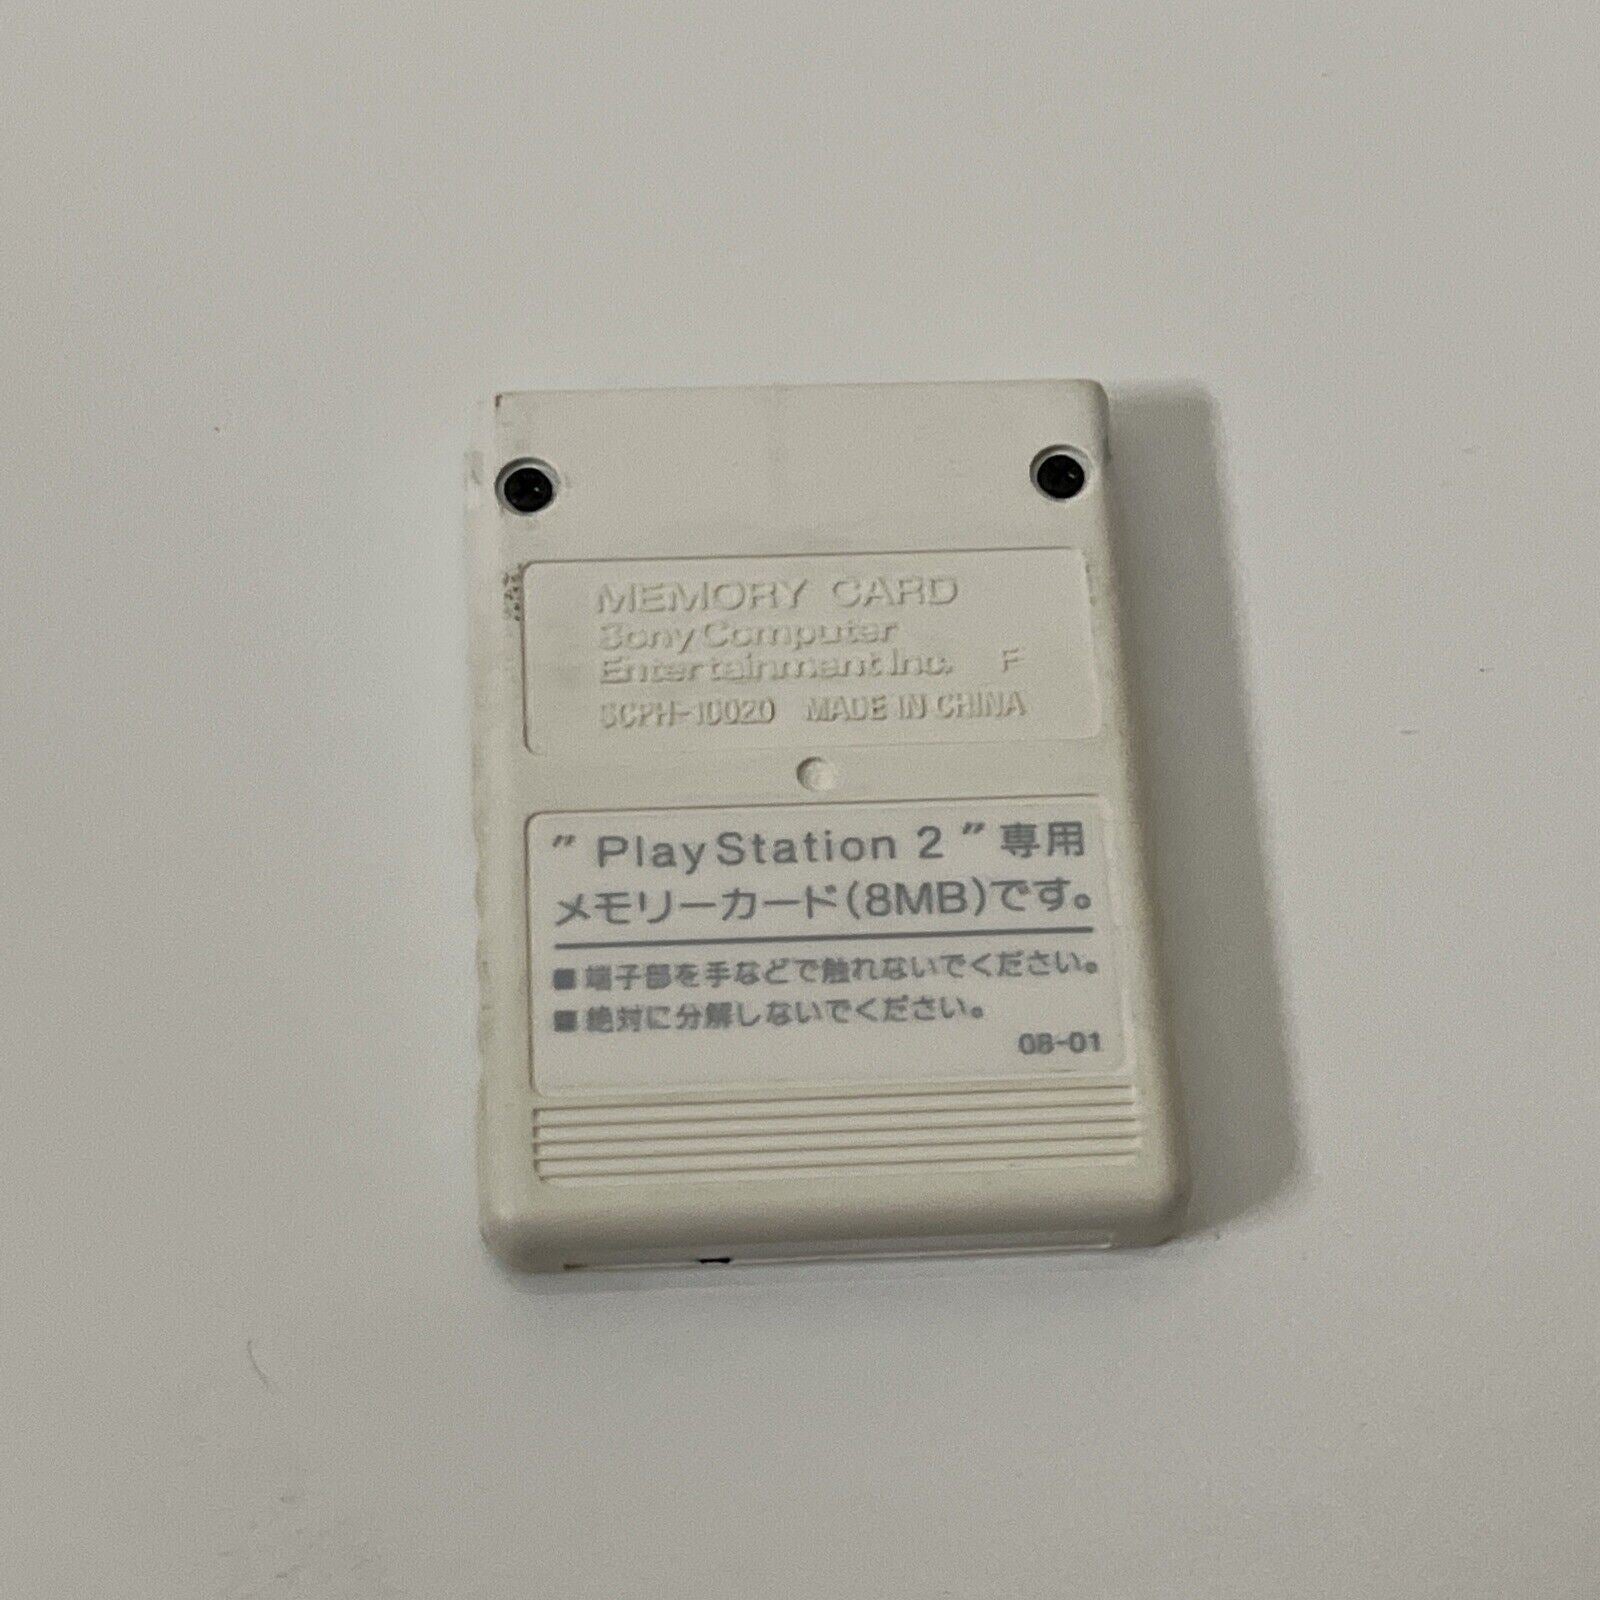 MEMORY CARD
Sony Computer
Entertainment Inc. F
SCPH-10020 MADE IN CHINA
"PlayStation 2"専用
メモリーカード(8MB)です。
■端子部を手などで触れないでください。
■絶対に分解しないでください。
08-01